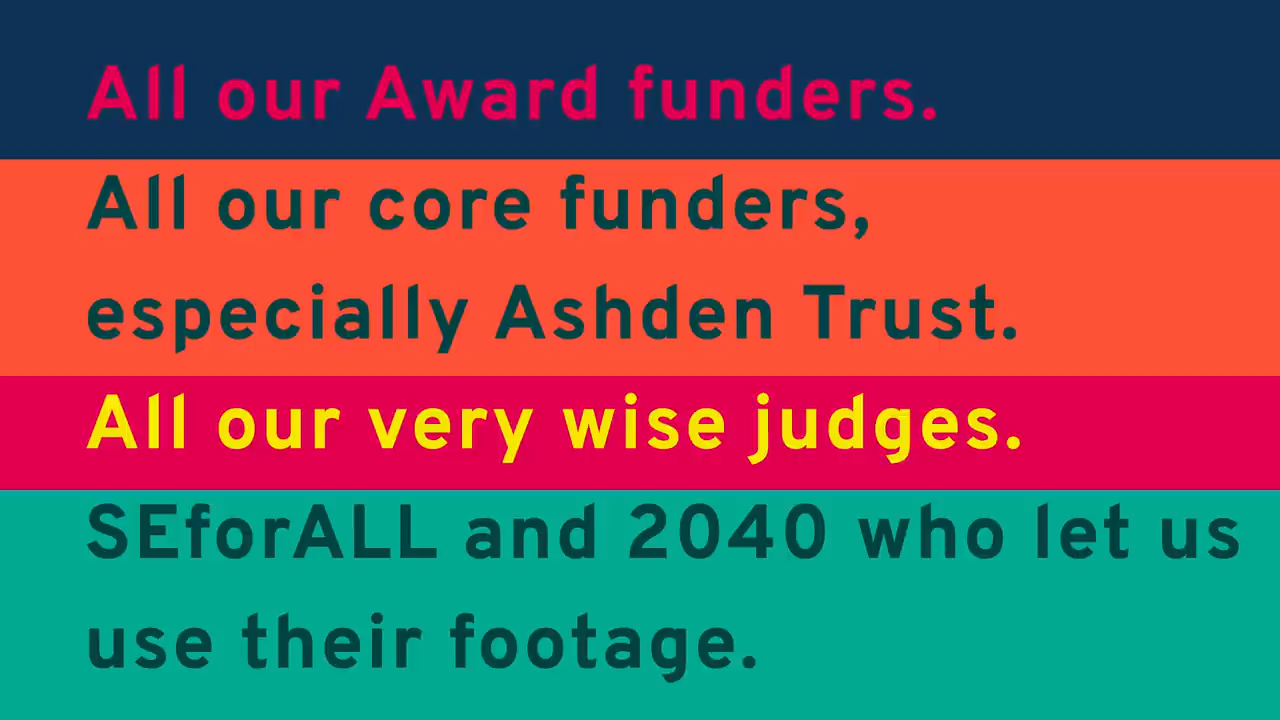 All our Award funders.
All our core funders,
especially Ashden Trust.
All our very wise judges.
SEforALL and 2040 who let us
use their footage.